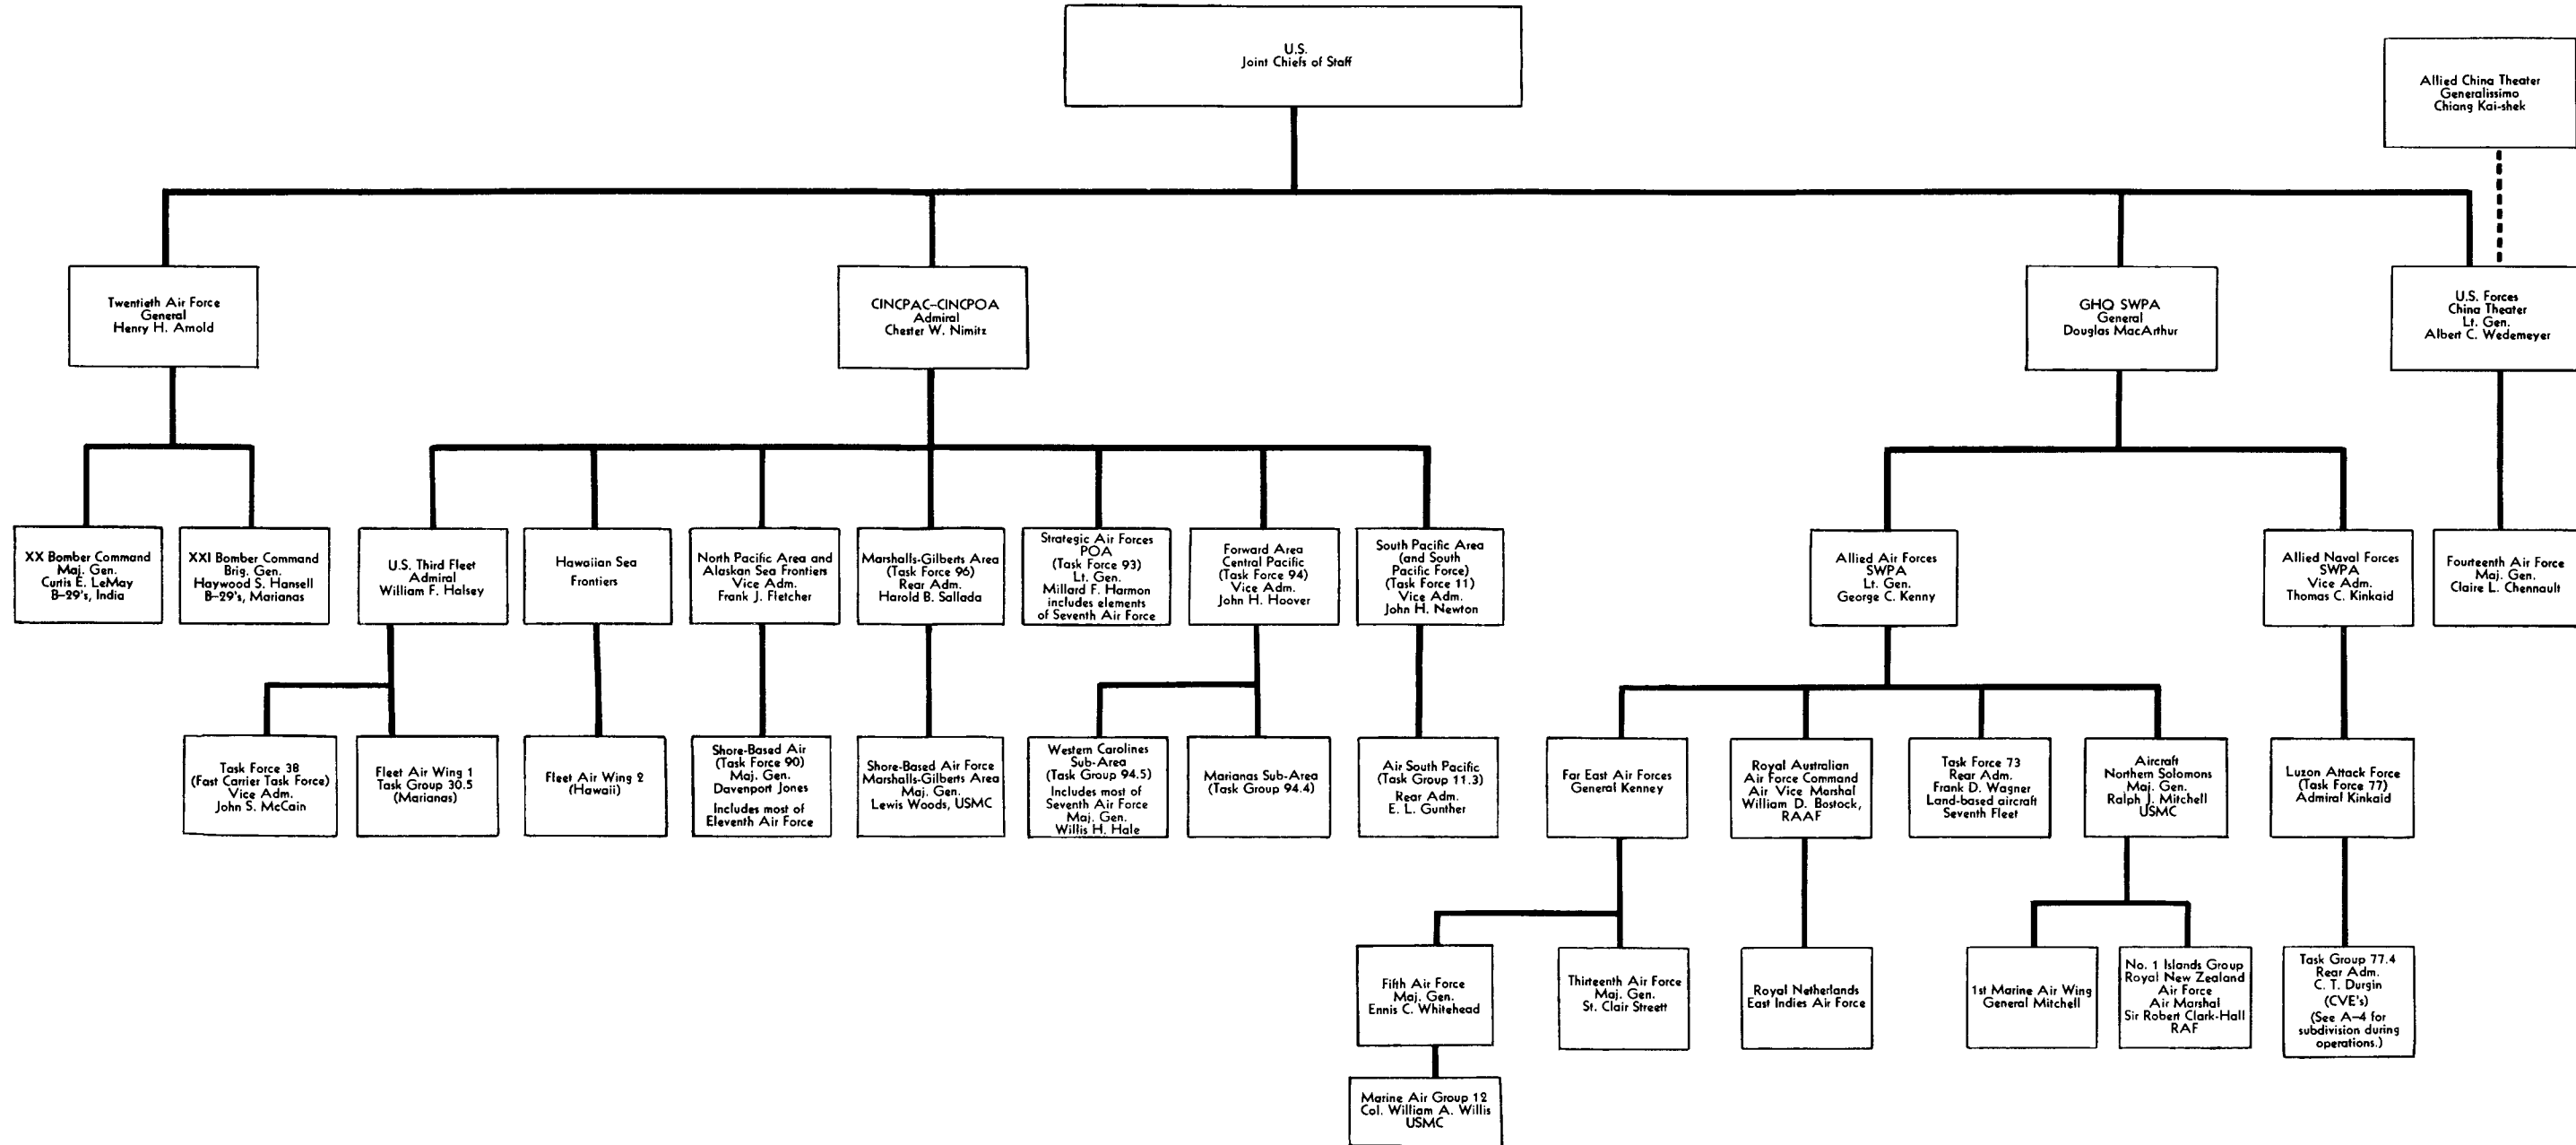 U.S.
Joint Chiefs of Staff
Allied China Theater
Generalissimo
Chiang Kai-shek
Twentieth Air Force
General
Henry H. Arnold
CINCPAC–CINCPOA
Admiral
Chester W. Nimitz
GHQ SWPA
General
Douglas MacArthur
U.S. Forces
China Theater
Lt. Gen.
Albert C. Wedemeyer
XX Bomber Command
Maj. Gen.
Curtis E. LeMay
B–29's, India
XXI Bomber Command
Brig. Gen.
Haywood S. Hansell
B–29's, Marianas
U.S. Third Fleet
Admiral
William F. Halsey
Hawaiian Sea
Frontiers
North Pacific Area and
Alaskan Sea Frontiers
Vice Adm.
Frank J. Fletcher
Marshalls-Gilberts Area
(Task Force 96)
Rear Adm.
Harold B. Sallada
Strategic Air Forces
POA
(Task Force 93)
Lt. Gen.
Millard F. Harmon
includes elements
of Seventh Air Force
Forward Area
Central Pacific
(Task Force 94)
Vice Adm.
John H. Hoover
South Pacific Area
(and South
Pacific Force)
(Task Force 11)
Vice Adm.
John H. Newton
Allied Air Forces
SWPA
Lt. Gen.
George C. Kenny
Allied Naval Forces
SWPA
Vice Adm.
Thomas C. Kinkaid
Fourteenth Air Force
Maj. Gen.
Claire L. Chennault
Task Force 38
(Fast Carrier Task Force)
Vice Adm.
John S. McCain
Fleet Air Wing 1
Task Group 30.5
(Marianas)
Fleet Air Wing 2
(Hawaii)
Shore-Based Air
(Task Force 90)
Maj. Gen.
Davenport Jones
Includes most of
Eleventh Air Force
Shore-Based Air Force
Marshalls-Gilberts Area
Maj. Gen.
Lewis Woods, USMC
Western Carolines
Sub-Area
(Task Group 94.5)
Includes most of
Seventh Air Force
Maj. Gen.
Willis H. Hale
Marianas Sub-Area
(Task Group 94.4)
Air South Pacific
(Task Group 11.3)
Rear Adm.
E. L. Gunther
Far East Air Forces
General Kenney
Royal Australian
Air Force Command
Air Vice Marshal
William D. Bostock,
RAAF
Task Force 73
Rear Adm.
Frank D. Wagner
Land-based aircraft
Seventh Fleet
Aircraft
Northern Solomons
Maj. Gen.
Ralph J. Mitchell
USMC
Luzon Attack Force
(Task Force 77)
Admiral Kinkaid
Fifth Air Force
Maj. Gen.
Ennis C. Whitehead
Thirteenth Air Force
Maj. Gen.
St. Clair Streett
Royal Netherlands
East Indies Air Force
1st Marine Air Wing
General Mitchell
No. 1 Islands Group
Royal New Zealand
Air Force
Air Marshal
Sir Robert Clark-Hall
RAF
Task Group 77.4
Rear Adm.
C. T. Durgin
(CVE's)
(See A–4 for
subdivision during
operations.)
Marine Air Group 12
Col. William A. Willis
USMC